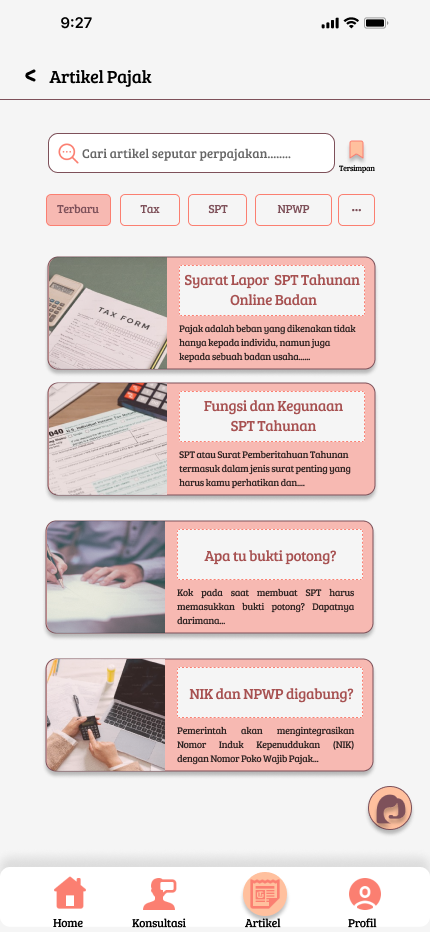 9:27
< Artikel Pajak
Cari artikel seputar perpajakan........
Tersimpan
Terbaru
Tax
SPT
NPWP
...
TAX FORM
Syarat Lapor SPT Tahunan
Online Badan
Pajak adalah beban yang dikenakan tidak
hanya kepada individu, namun juga
kepada sebuah badan usaha......
Fungsi dan Kegunaan
SPT Tahunan
SPT atau Surat Pemberitahuan Tahunan
termasuk dalam jenis surat penting yang
harus kamu perhatikan dan....
Apa tu bukti potong?
Kok pada saat membuat SPT harus
memasukkan bukti potong? Dapatnya
darimana...
NIK dan NPWP digabung?
Pemerintah akan mengintegrasikan
Nomor Induk Kepenuddukan (NIK)
dengan Nomor Poko Wajib Pajak...
Home
Konsultasi
Artikel
Profil